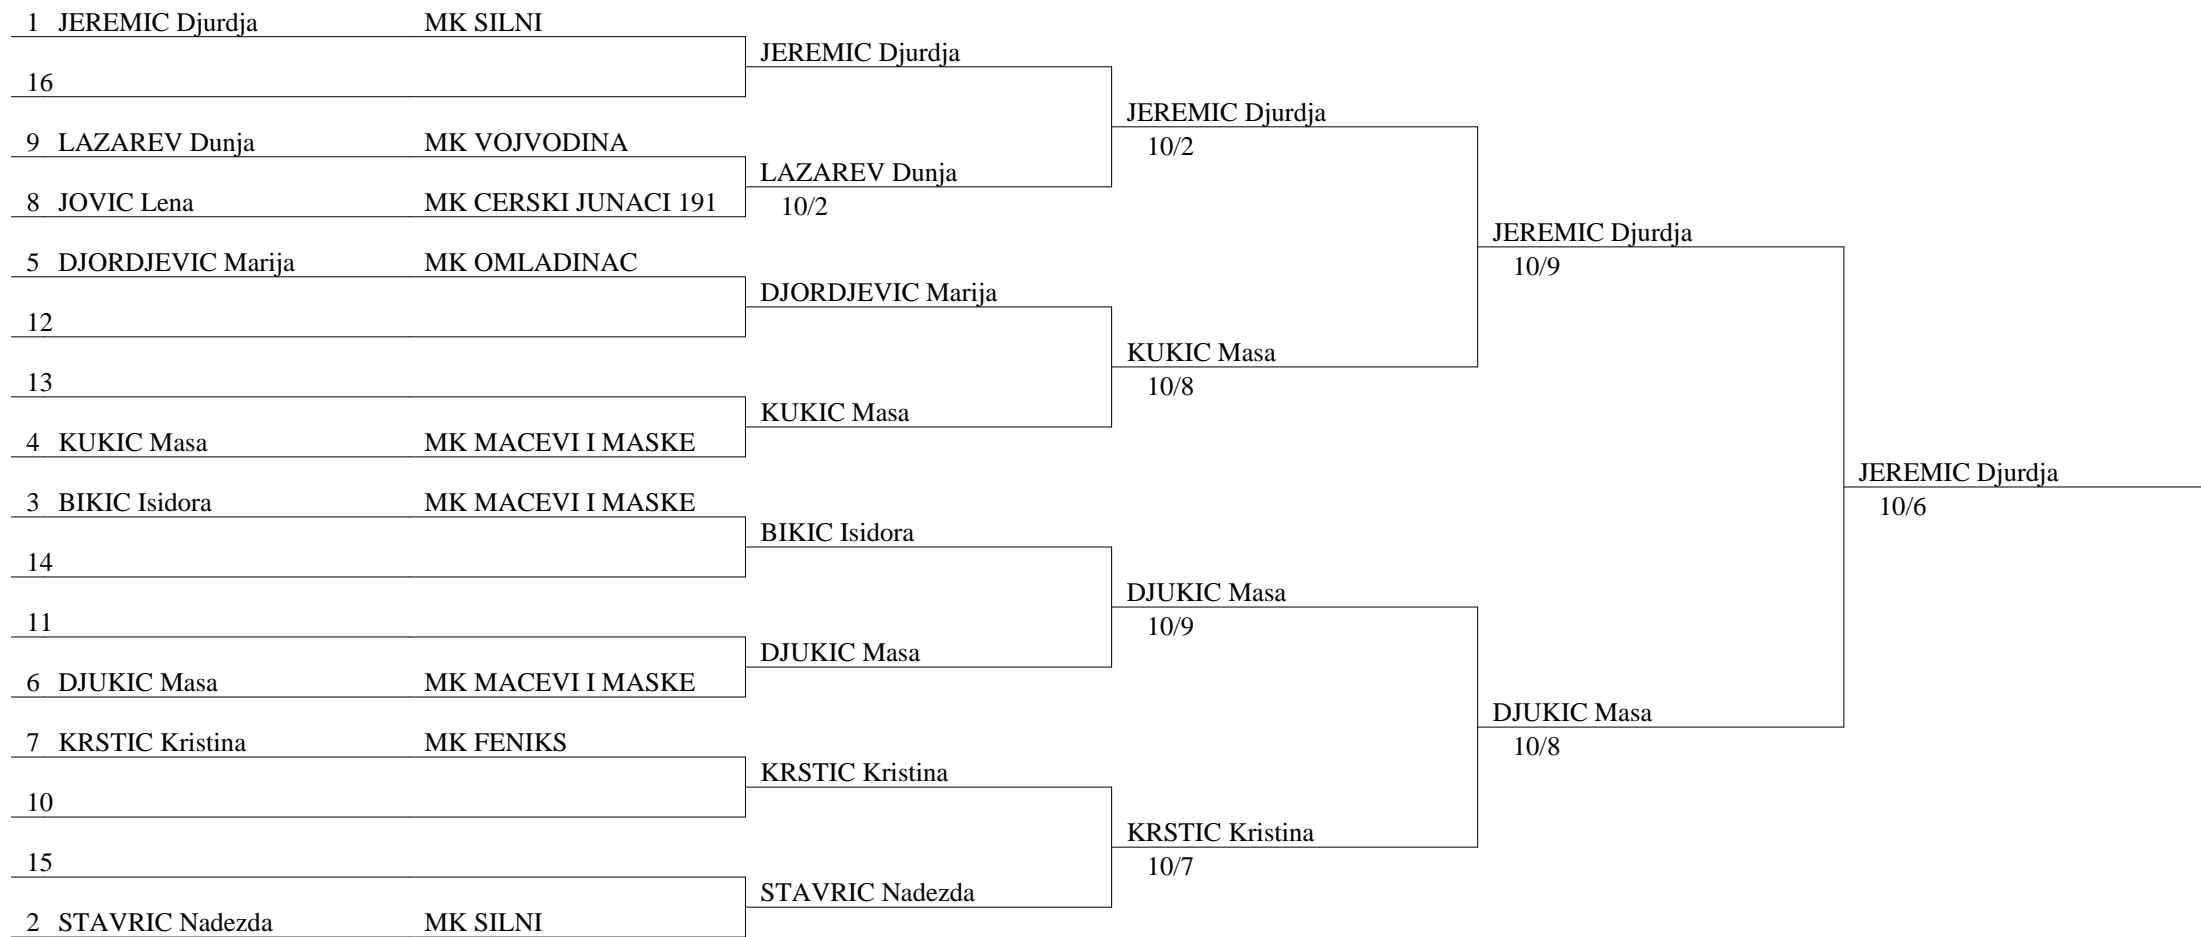 1 JEREMIC Djurdja MK SILNI
JEREMIC Djurdja
16
JEREMIC Djurdja
10/2
9 LAZAREV Dunja MK VOJVODINA
LAZAREV Dunja
10/2
8 JOVIC Lena MK CERSKI JUNACI 191
JEREMIC Djurdja
10/9
5 DJORDJEVIC Marija MK OMLADINAC
DJORDJEVIC Marija
12
KUKIC Masa
10/8
13
KUKIC Masa
4 KUKIC Masa MK MACEVI I MASKE
JEREMIC Djurdja
10/6
3 BIKIC Isidora MK MACEVI I MASKE
BIKIC Isidora
14
DJUKIC Masa
10/9
11
DJUKIC Masa
6 DJUKIC Masa MK MACEVI I MASKE
DJUKIC Masa
10/8
7 KRSTIC Kristina MK FENIKS
KRSTIC Kristina
10
KRSTIC Kristina
10/7
15
STAVRIC Nadezda
2 STAVRIC Nadezda MK SILNI